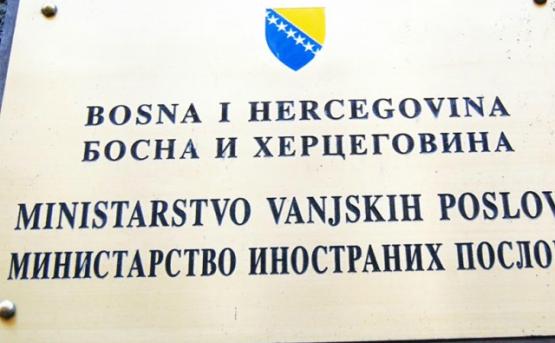 BOSNA I HERCEGOVINA
БОСНА И ХЕРЦЕГОВИНА
MINISTARSTVO VANJSKIH POSLOV
МИНИСТАРСТВО ИНОСТРАНИХ ПОСЛО